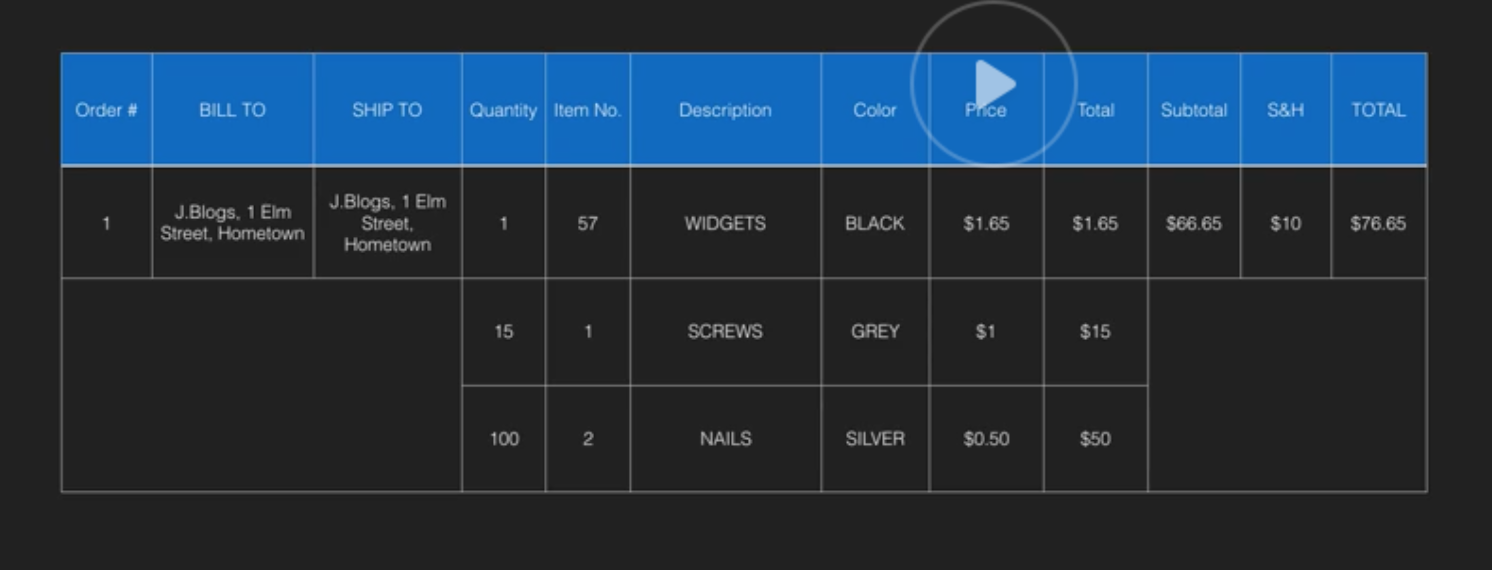 Order # BILL TO SHIP TO Quantity Item No. Description Color Price Total Subtotal S&H TOTAL
1 J.Blogs, 1 Elm Street, Hometown J.Blogs, 1 Elm Street, Hometown 1 57 WIDGETS BLACK $1.65 $1.65 $66.65 $10 $76.65
15 1 SCREWS GREY $1 $15
100 2 NAILS SILVER $0.50 $50